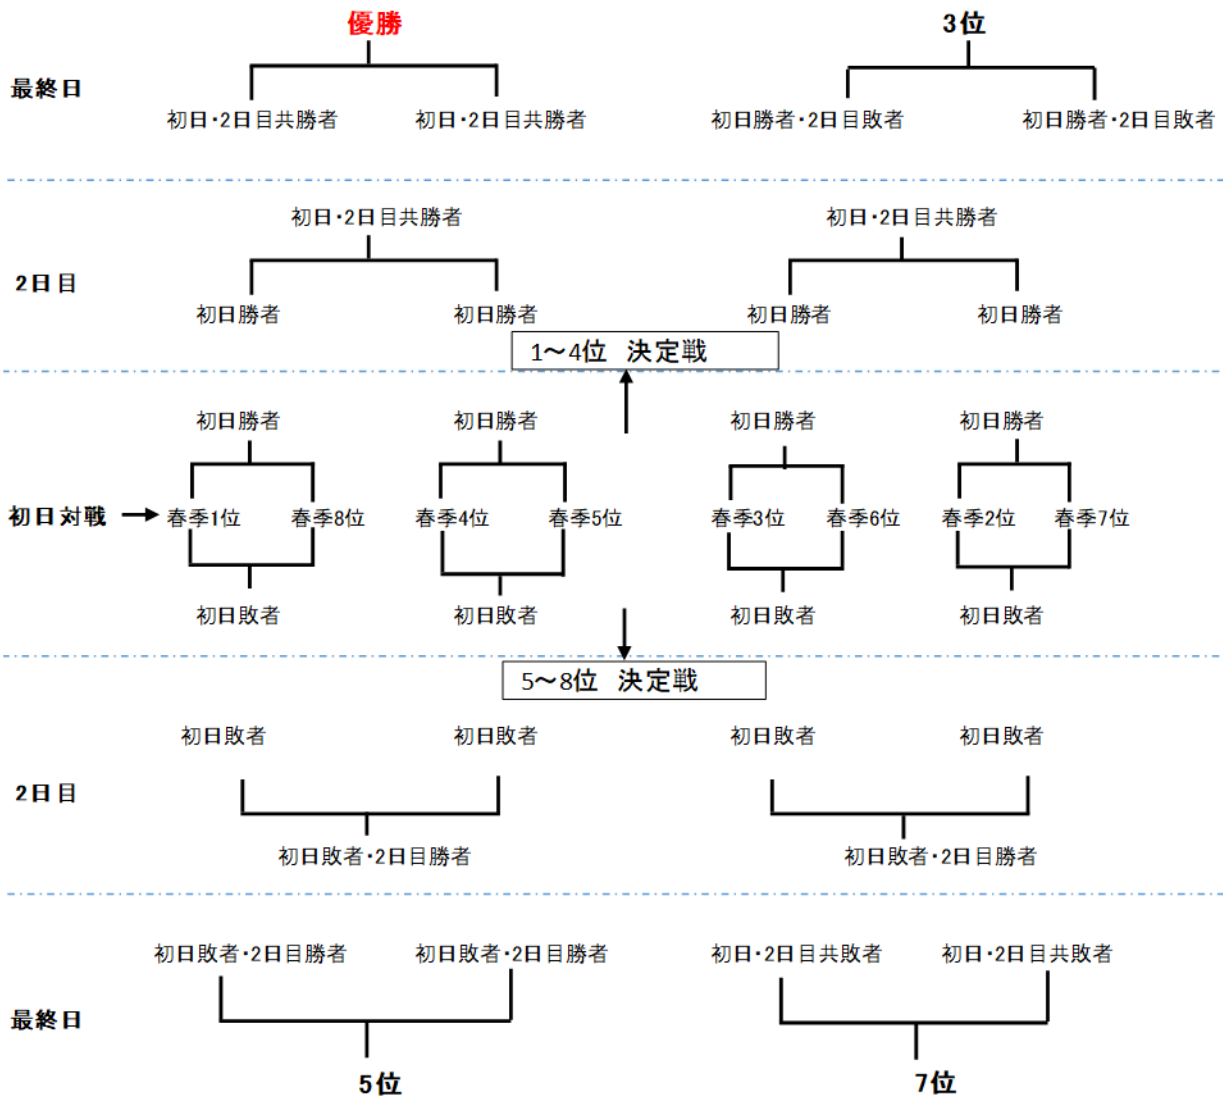 優勝
3位
最終日
初日・2日目共勝者
初日・2日目共勝者
初日勝者・2日目敗者
初日勝者・2日目敗者
初日・2日目共勝者
初日・2日目共勝者
2日目
初日勝者
初日勝者
初日勝者
初日勝者
1～4位 決定戦
初日勝者
初日勝者
初日勝者
初日勝者
初日対戦
春季1位
春季8位
春季4位
春季5位
春季3位
春季6位
春季2位
春季7位
初日敗者
初日敗者
初日敗者
初日敗者
5～8位 決定戦
初日敗者
初日敗者
初日敗者
初日敗者
2日目
初日敗者・2日目勝者
初日敗者・2日目勝者
初日敗者・2日目勝者
初日敗者・2日目勝者
初日・2日目共敗者
初日・2日目共敗者
最終日
5位
7位